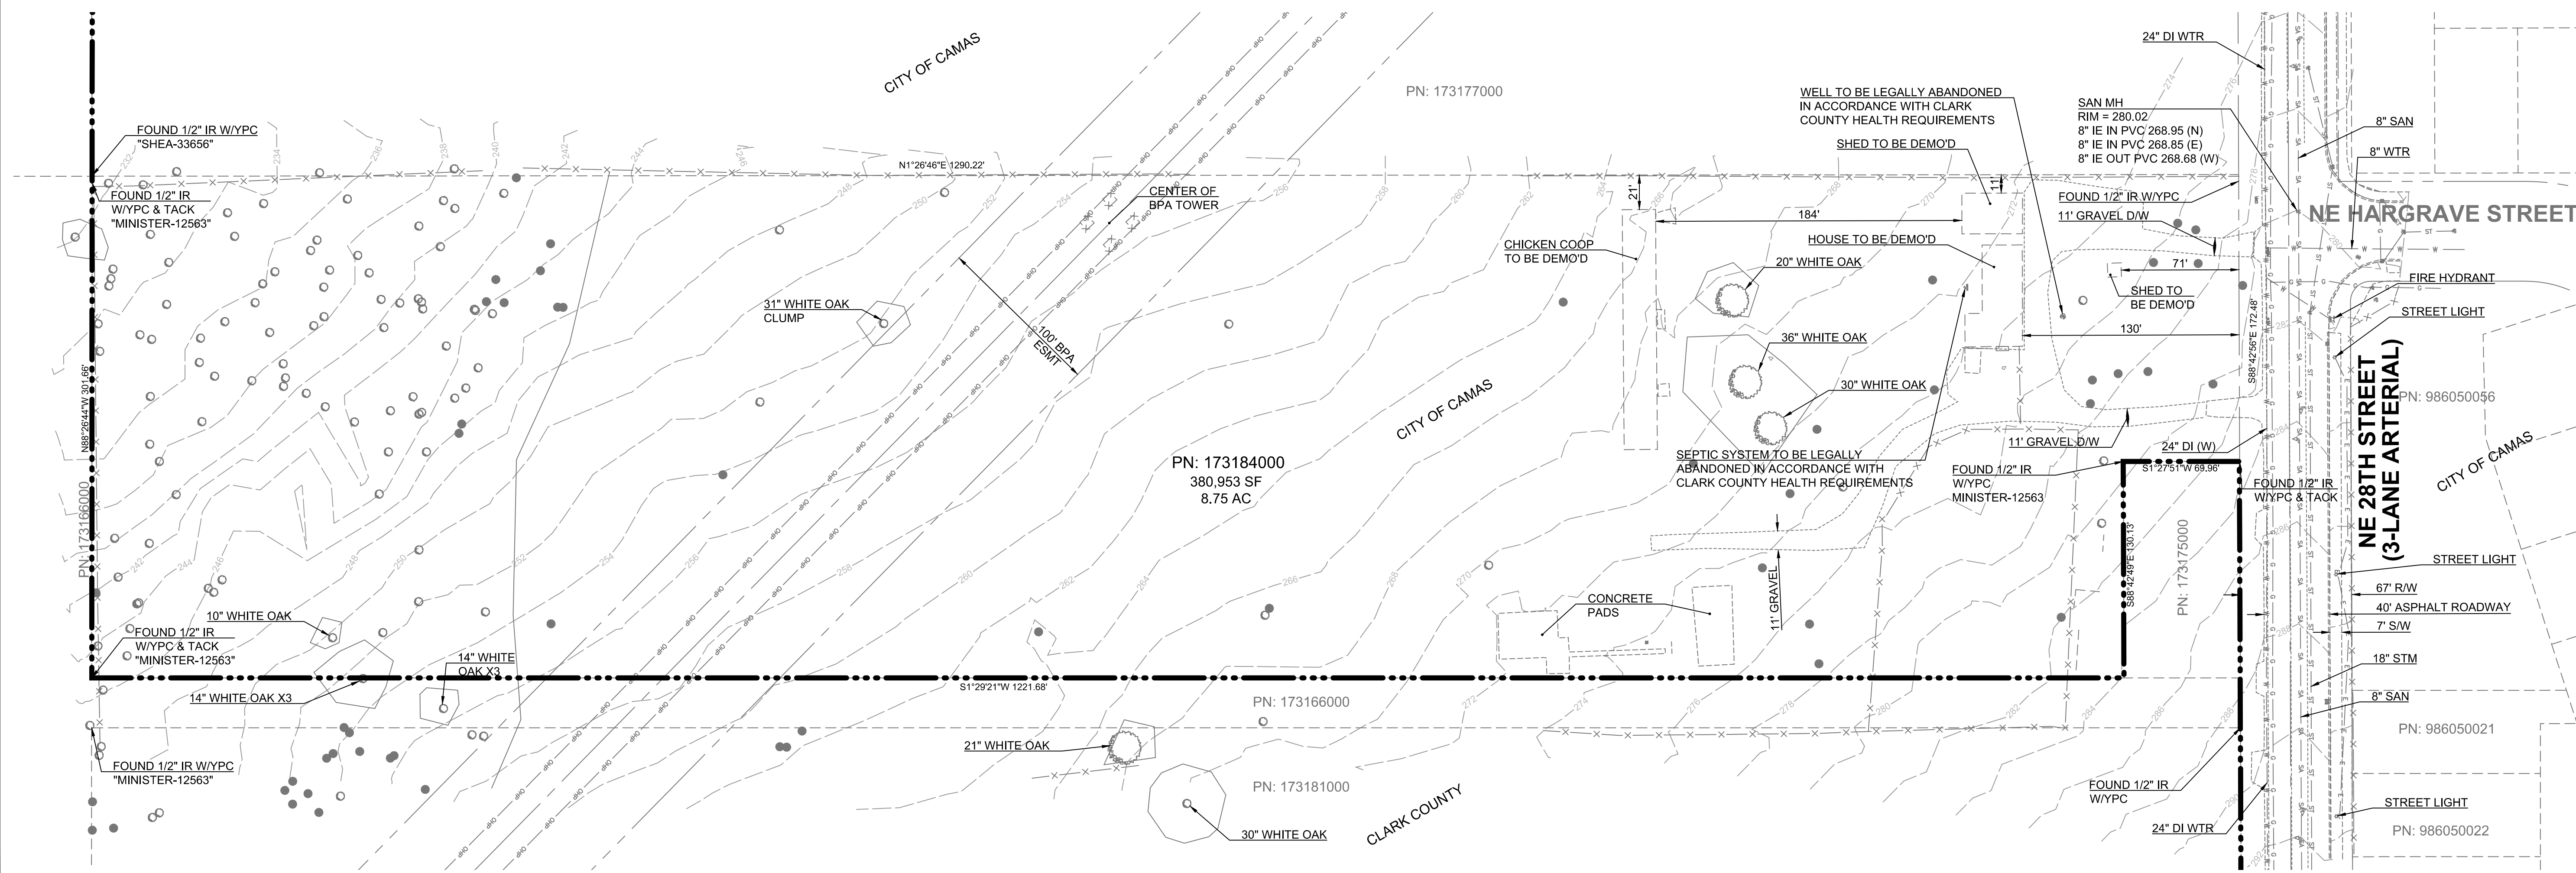 CITY OF CAMAS
PN: 173177000
24" DI WTR
WELL TO BE LEGALLY ABANDONED
IN ACCORDANCE WITH CLARK
COUNTY HEALTH REQUIREMENTS
SAN MH
RIM = 280.02
8" IE IN PVC 268.95 (N)
8" IE IN PVC 268.85 (E)
8" IE OUT PVC 268.68 (W)
8" SAN
8" WTR
FOUND 1/2" IR W/YPC
"SHEA-33656"
SHED TO BE DEMO'D
N1°26'46"E 1290.22'
FOUND 1/2" IR
W/YPC & TACK
"MINISTER-12563"
CENTER OF
BPA TOWER
21'
11'
184'
FOUND 1/2" IR W/YPC
11' GRAVEL D/W
NE HARGRAVE STREET
CHICKEN COOP
TO BE DEMO'D
HOUSE TO BE DEMO'D
20" WHITE OAK
71'
SHED TO
BE DEMO'D
FIRE HYDRANT
STREET LIGHT
31" WHITE OAK
CLUMP
100' BPA
ESMT
36" WHITE OAK
130'
S88°42'56"E 172.48'
30" WHITE OAK
NE 28TH STREET
(3-LANE ARTERIAL)
PN: 986050056
N88°26'44"W 301.66'
CITY OF CAMAS
11' GRAVEL D/W
24" DI (W)
CITY OF CAMAS
PN: 173184000
380,953 SF
8.75 AC
SEPTIC SYSTEM TO BE LEGALLY
ABANDONED IN ACCORDANCE WITH
CLARK COUNTY HEALTH REQUIREMENTS
FOUND 1/2" IR
W/YPC
MINISTER-12563
S1°27'51"W 69.96'
FOUND 1/2" IR
W/YPC & TACK
PN: 173166000
S88°42'49"E 130.13'
PN: 173175000
STREET LIGHT
67' R/W
40' ASPHALT ROADWAY
7' S/W
11' GRAVEL
CONCRETE
PADS
10" WHITE OAK
FOUND 1/2" IR
W/YPC & TACK
"MINISTER-12563"
14" WHITE
OAK X3
14" WHITE OAK X3
S1°29'21"W 1221.68'
18" STM
8" SAN
PN: 173166000
PN: 986050021
21" WHITE OAK
FOUND 1/2" IR W/YPC
"MINISTER-12563"
PN: 173181000
CLARK COUNTY
30" WHITE OAK
FOUND 1/2" IR
W/YPC
24" DI WTR
STREET LIGHT
PN: 986050022